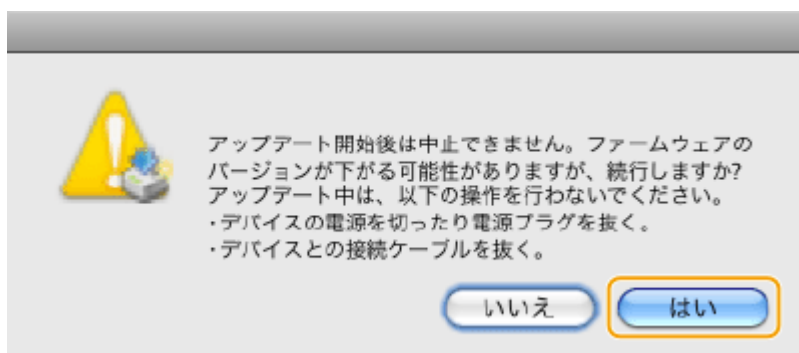 アップデート開始後は中止できません。ファームウェアの
バージョンが下がる可能性がありますが、続行しますか?
アップデート中は、以下の操作を行わないでください。
・デバイスの電源を切ったり電源プラグを抜く。
・デバイスとの接続ケーブルを抜く。
いいえ
はい